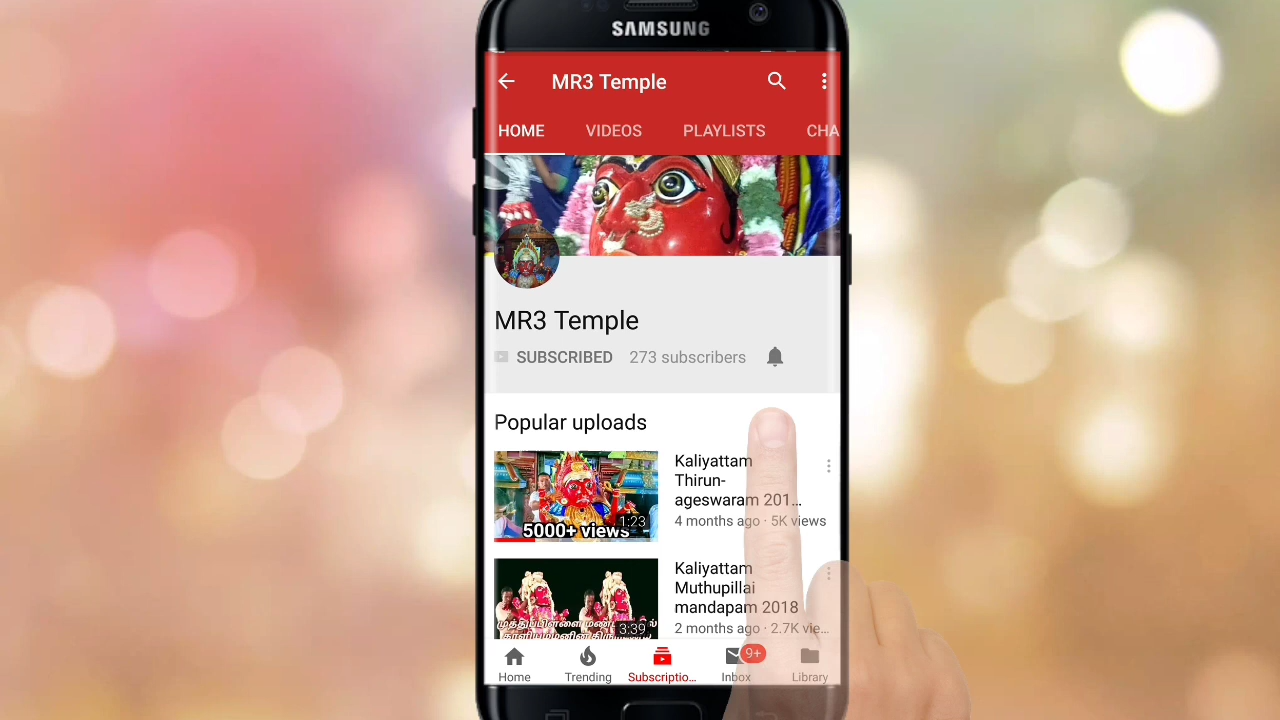 SAMSUNG
MR3 Temple
HOME VIDEOS PLAYLISTS CHA
MR3 Temple
SUBSCRIBED 273 subscribers
Popular uploads
Kaliyattam
Thirun-
ageswaram 201...
4 months ago · 5K views
1:23
5000+ views
Kaliyattam
Muthupillai
mandapam 2018
2 months ago · 2.7K vie...
3:39
Home Trending Subscriptio... Inbox 9+ Library